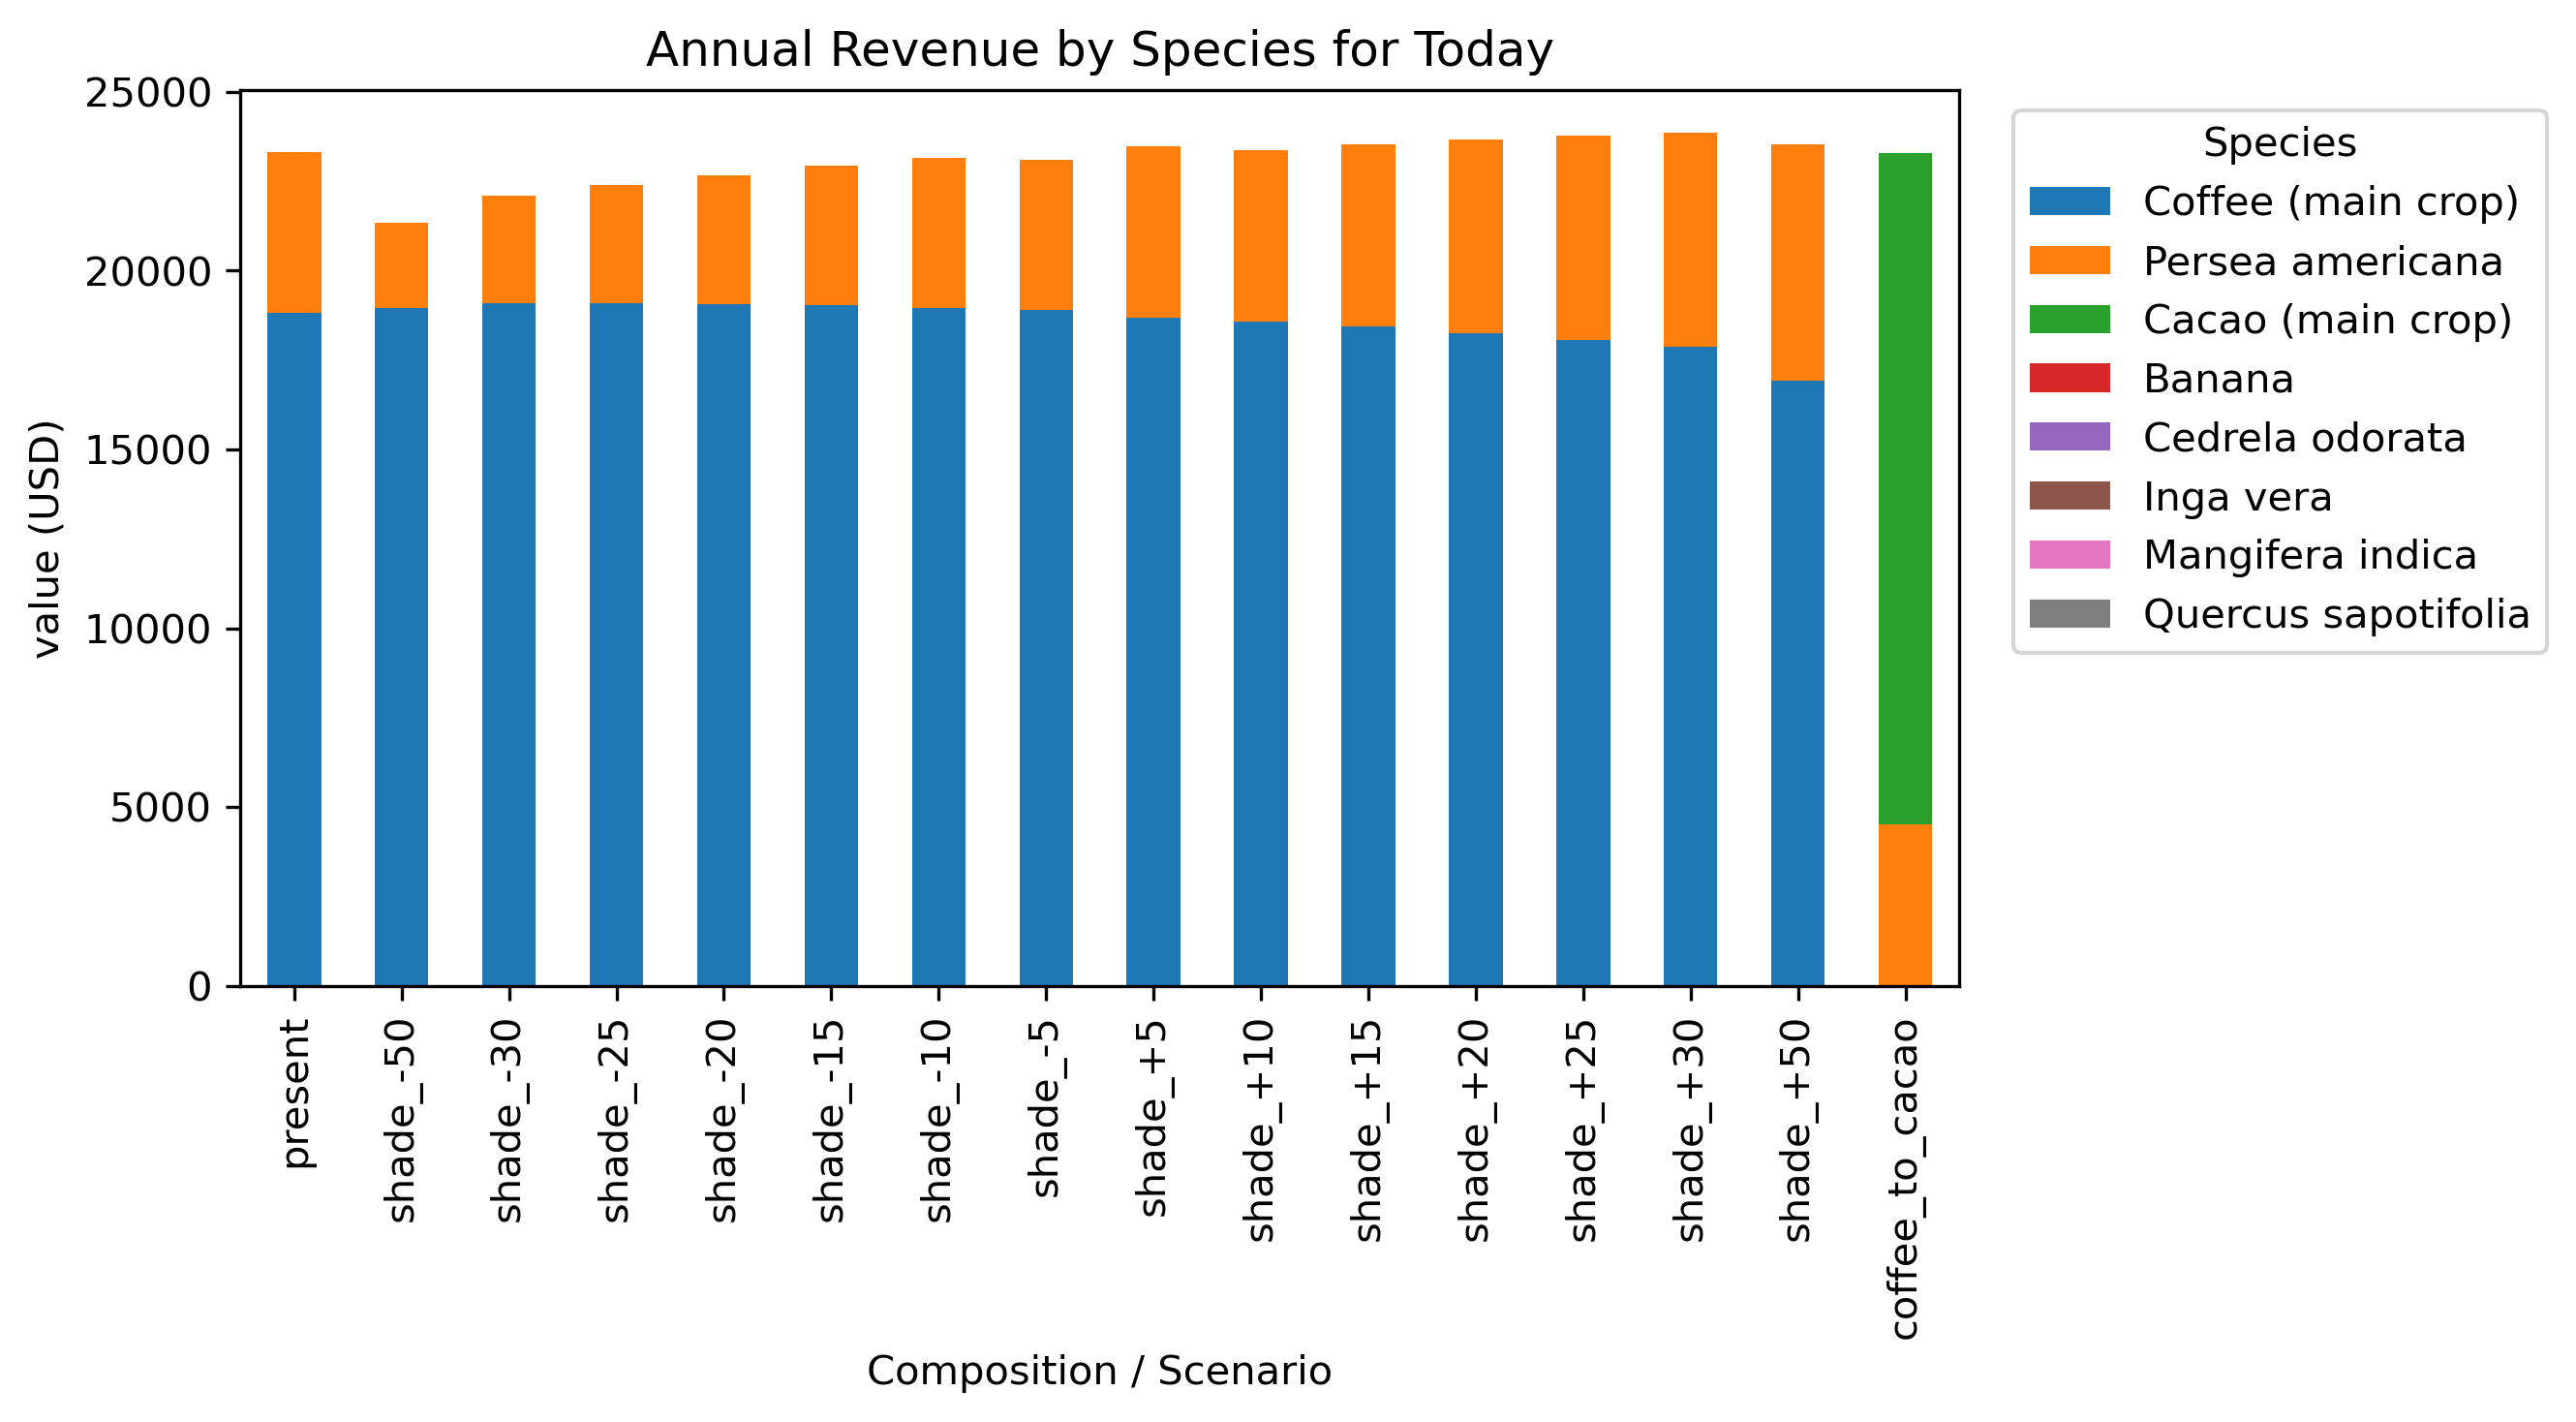 Annual Revenue by Species for Today
value (USD)
25000
20000
15000
10000
5000
0
present
shade_-50
shade_-30
shade_-25
shade_-20
shade_-15
shade_-10
shade_-5
shade_+5
shade_+10
shade_+15
shade_+20
shade_+25
shade_+30
shade_+50
coffee_to_cacao
Composition / Scenario
Species
Coffee (main crop)
Persea americana
Cacao (main crop)
Banana
Cedrela odorata
Inga vera
Mangifera indica
Quercus sapotifolia